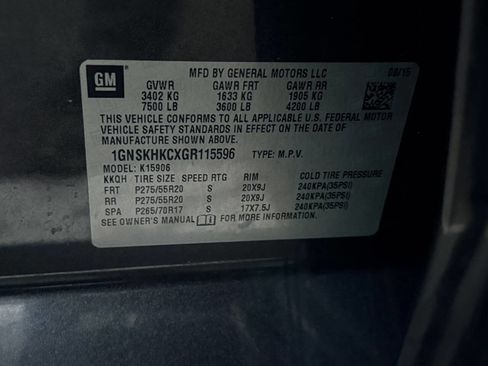 GM
MFD BY GENERAL MOTORS LLC 08/15
GVWR GAWR FRT GAWR RR
3402 KG 1633 KG 1905 KG
7500 LB 3600 LB 4200 LB
THIS VEHICLE CONFORMS TO ALL APPLICABLE U.S. FEDERAL MOTOR
VEHICLE SAFETY STANDARDS IN EFFECT ON THE DATE OF
MANUFACTURE SHOWN ABOVE.
1GNSKHKCXGR115596 TYPE: M.P.V.
MODEL: K15906
KKQH TIRE SIZE SPEED RTG RIM COLD TIRE PRESSURE
FRT P275/55R20 S 20X9J 240KPA(35PSI)
RR P275/55R20 S 20X9J 240KPA(35PSI)
SPA P265/70R17 S 17X7.5J 240KPA(35PSI)
SEE OWNER'S MANUAL FOR MORE INFORMATION.